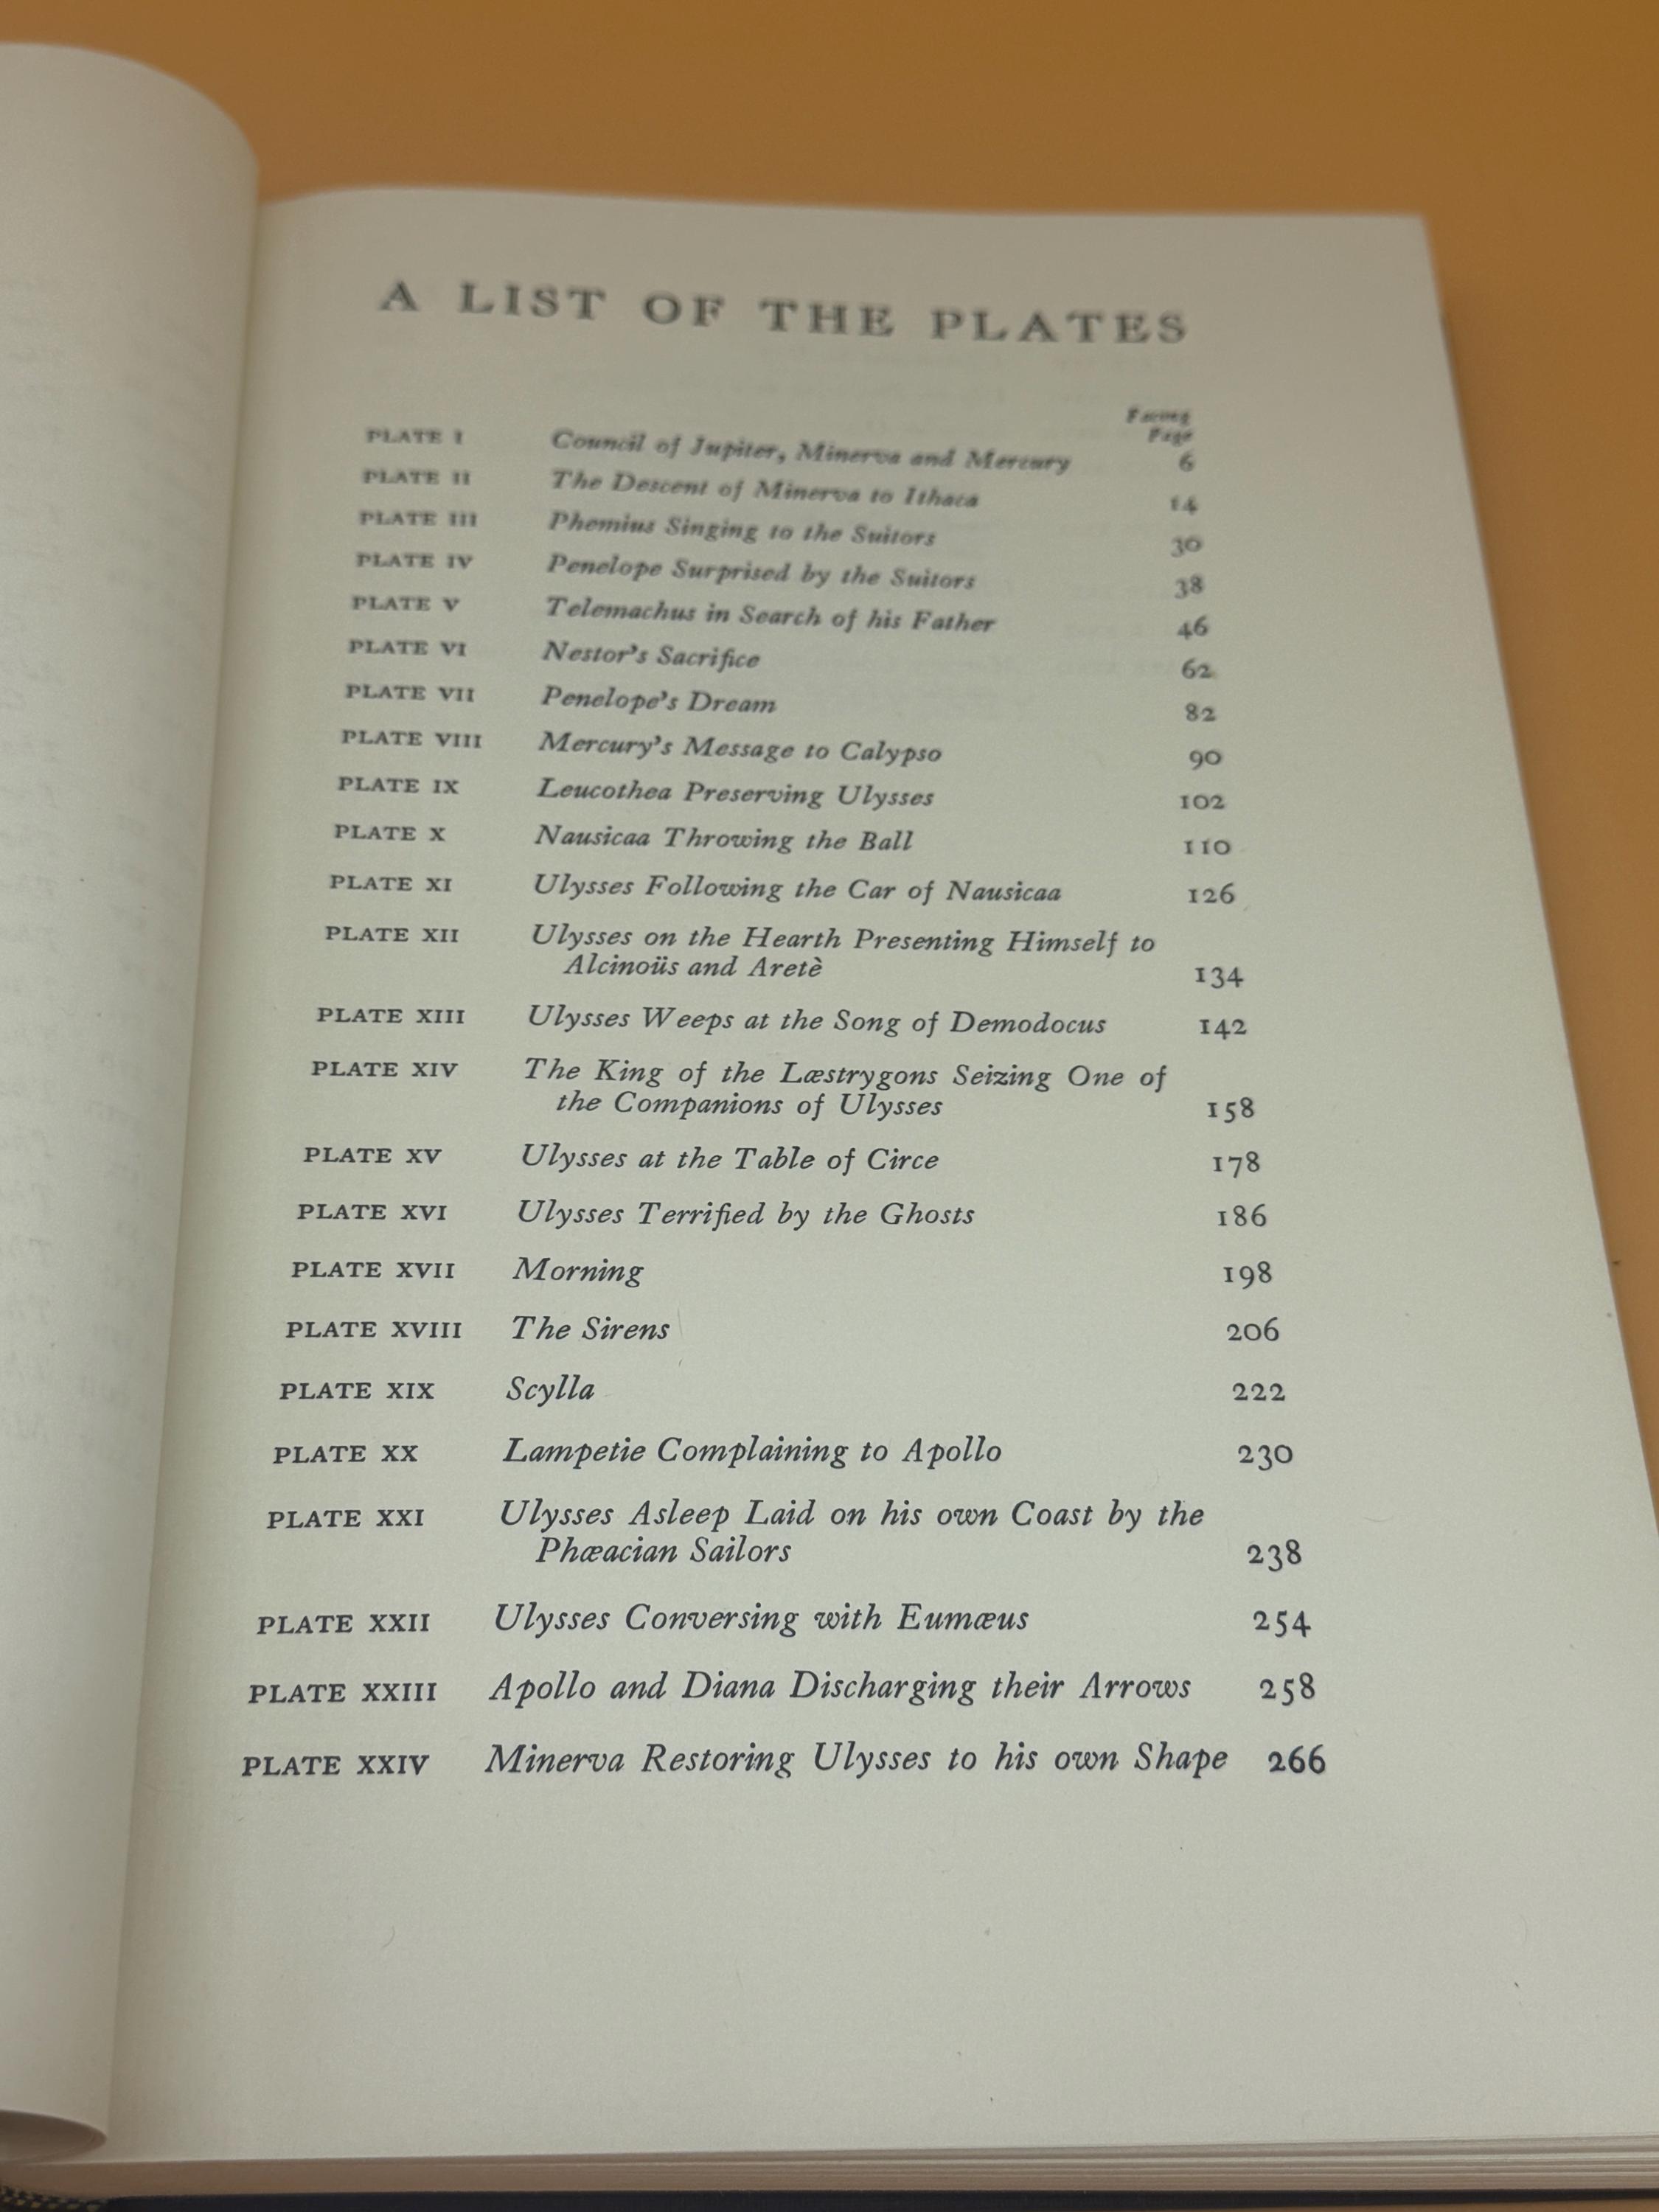 A LIST OF THE PLATES
Facing
Page
PLATE I Council of Jupiter, Minerva and Mercury 6
PLATE II The Descent of Minerva to Ithaca 14
PLATE III Phemius Singing to the Suitors 30
PLATE IV Penelope Surprised by the Suitors 38
PLATE V Telemachus in Search of his Father 46
PLATE VI Nestor's Sacrifice 62
PLATE VII Penelope's Dream 82
PLATE VIII Mercury's Message to Calypso 90
PLATE IX Leucothea Preserving Ulysses 102
PLATE X Nausicaa Throwing the Ball 110
PLATE XI Ulysses Following the Car of Nausicaa 126
PLATE XII Ulysses on the Hearth Presenting Himself to
Alcinoüs and Aretè 134
PLATE XIII Ulysses Weeps at the Song of Demodocus 142
PLATE XIV The King of the Læstrygons Seizing One of
the Companions of Ulysses 158
PLATE XV Ulysses at the Table of Circe 178
PLATE XVI Ulysses Terrified by the Ghosts 186
PLATE XVII Morning 198
PLATE XVIII The Sirens 206
PLATE XIX Scylla 222
PLATE XX Lampetie Complaining to Apollo 230
PLATE XXI Ulysses Asleep Laid on his own Coast by the
Phæacian Sailors 238
PLATE XXII Ulysses Conversing with Eumæus 254
PLATE XXIII Apollo and Diana Discharging their Arrows 258
PLATE XXIV Minerva Restoring Ulysses to his own Shape 266